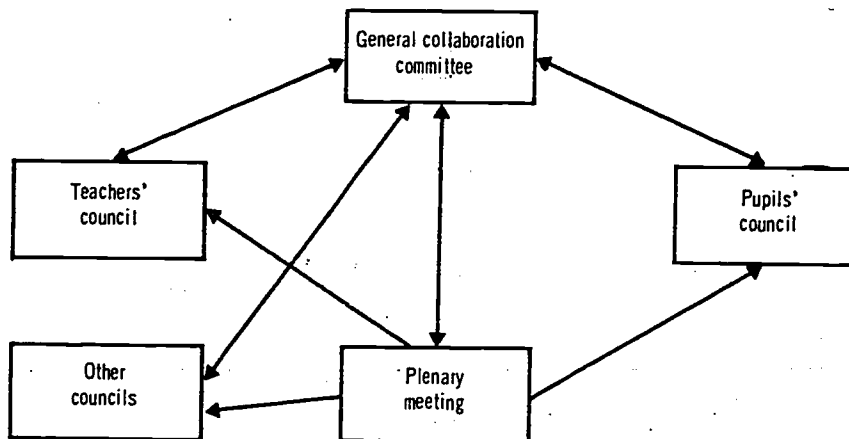 General collaboration
committee
Teachers'
council
Pupils'
council
Other
councils
Plenary
meeting